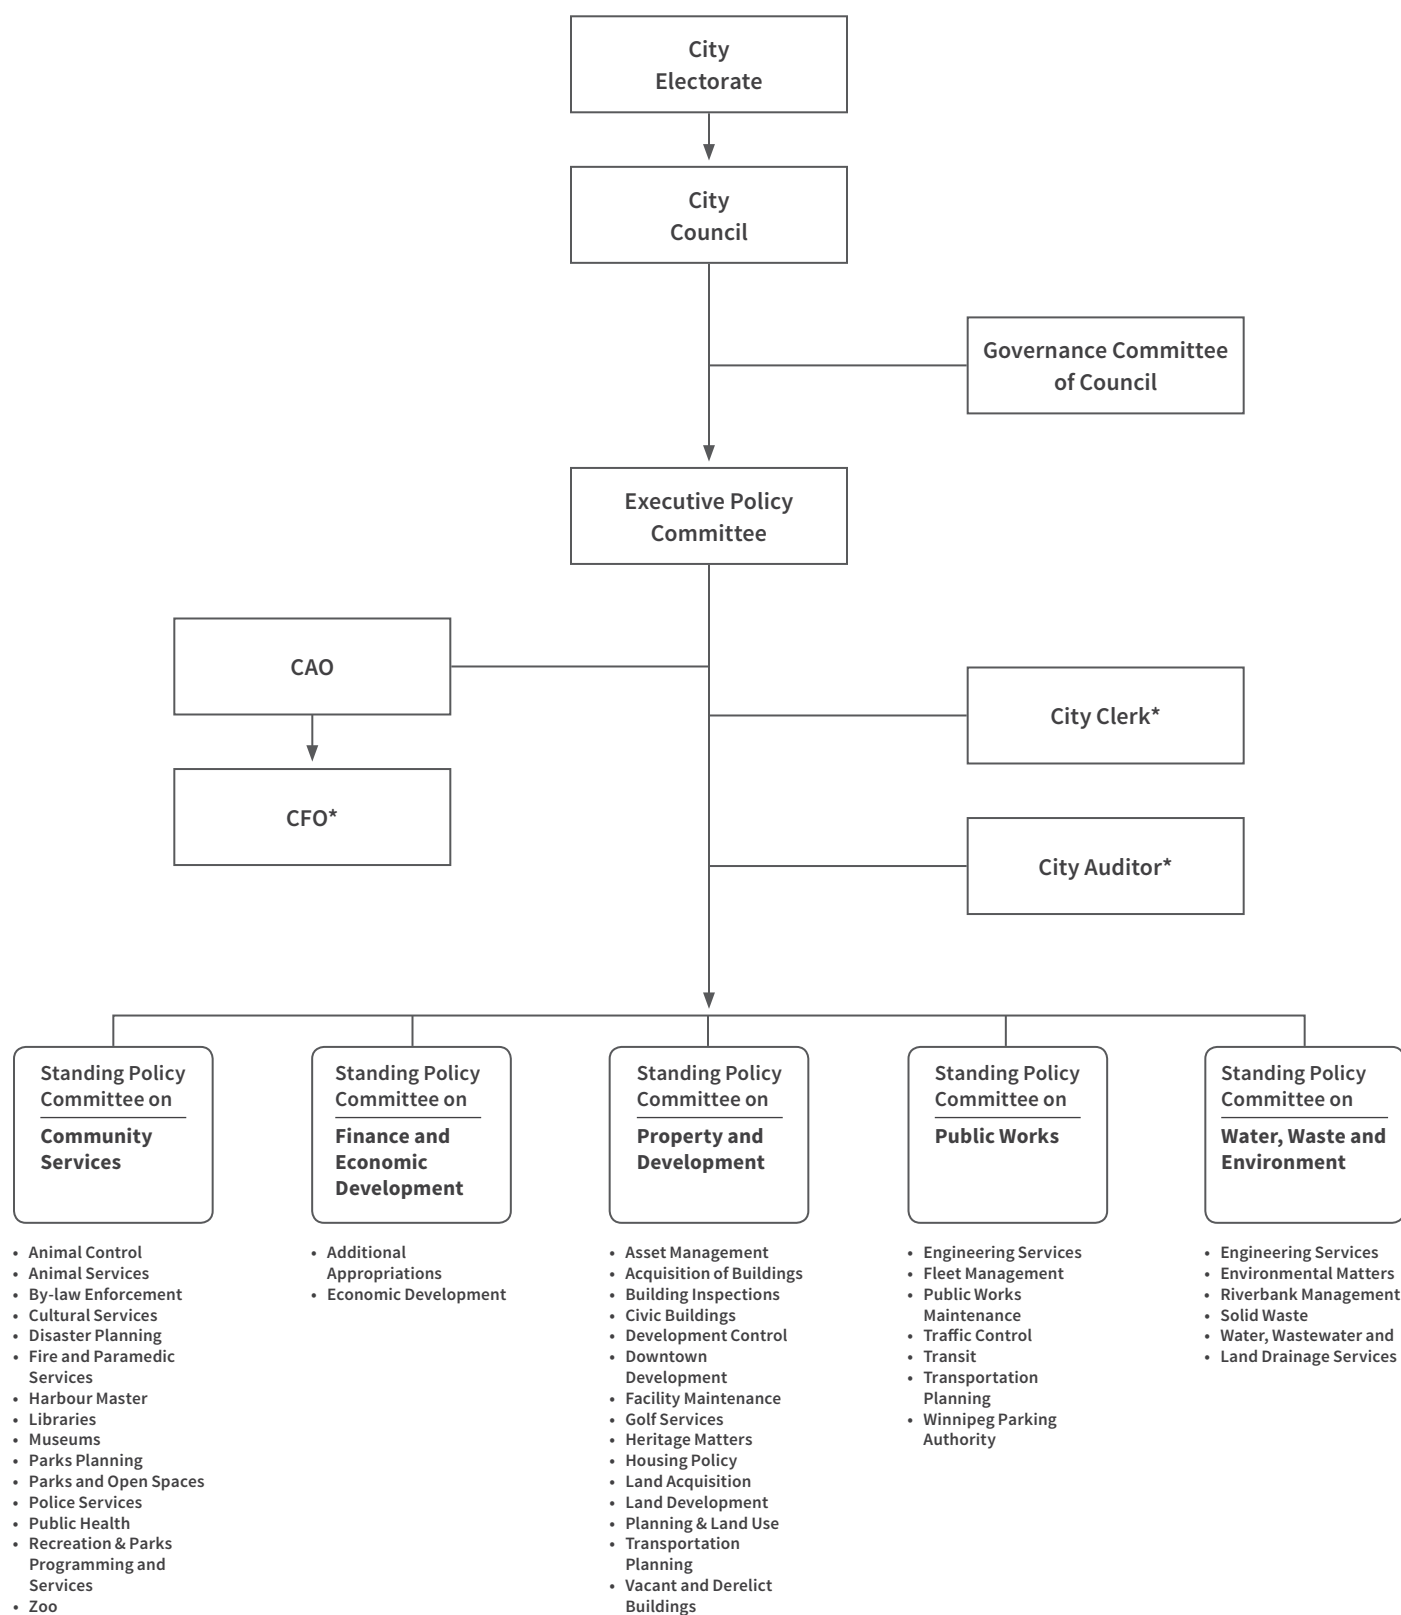 City
Electorate
City
Council
Governance Committee
of Council
Executive Policy
Committee
CAO
City Clerk*
CFO*
City Auditor*
Standing Policy
Committee on
Community
Services
• Animal Control
• Animal Services
• By-law Enforcement
• Cultural Services
• Disaster Planning
• Fire and Paramedic
Services
• Harbour Master
• Libraries
• Museums
• Parks Planning
• Parks and Open Spaces
• Police Services
• Public Health
• Recreation & Parks
Programming and
Services
• Zoo
Standing Policy
Committee on
Finance and
Economic
Development
• Additional
Appropriations
• Economic Development
Standing Policy
Committee on
Property and
Development
• Asset Management
• Acquisition of Buildings
• Building Inspections
• Civic Buildings
• Development Control
• Downtown
Development
• Facility Maintenance
• Golf Services
• Heritage Matters
• Housing Policy
• Land Acquisition
• Land Development
• Planning & Land Use
• Transportation
Planning
• Vacant and Derelict
Buildings
Standing Policy
Committee on
Public Works
• Engineering Services
• Fleet Management
• Public Works
Maintenance
• Traffic Control
• Transit
• Transportation
Planning
• Winnipeg Parking
Authority
Standing Policy
Committee on
Water, Waste and
Environment
• Engineering Services
• Environmental Matters
• Riverbank Management
• Solid Waste
• Water, Wastewater and
• Land Drainage Services